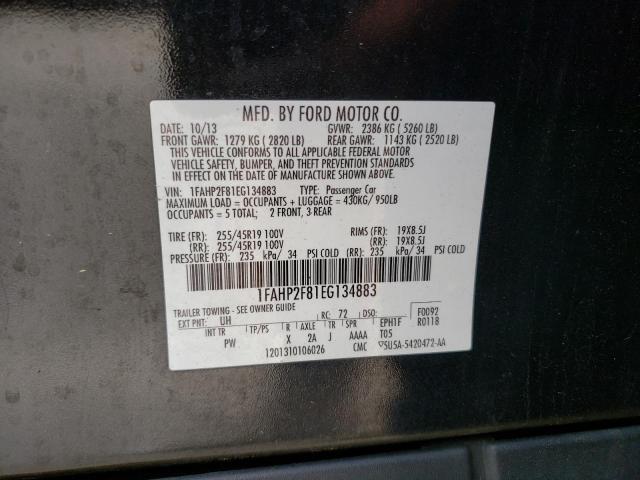 MFD. BY FORD MOTOR CO.
DATE: 10/13 GVWR: 2386 KG ( 5260 LB)
FRONT GAWR: 1279 KG ( 2820 LB) REAR GAWR: 1143 KG ( 2520 LB)
THIS VEHICLE CONFORMS TO ALL APPLICABLE FEDERAL MOTOR
VEHICLE SAFETY, BUMPER, AND THEFT PREVENTION STANDARDS
IN EFFECT ON THE DATE OF MANUFACTURE SHOWN ABOVE.
VIN: 1FAHP2F81EG134883 TYPE: Passenger Car
MAXIMUM LOAD = OCCUPANTS + LUGGAGE = 430KG/ 950LB
OCCUPANTS = 5 TOTAL; 2 FRONT, 3 REAR
TIRE (FR): 255/45R19 100V RIMS (FR): 19X8.5J
(RR): 255/45R19 100V (RR): 19X8.5J
PRESSURE (FR): 235 kPa/ 34 PSI COLD (RR): 235 kPa/ 34 PSI COLD
1FAHP2F81EG134883
TRAILER TOWING - SEE OWNER GUIDE
EXT PNT: UH RC: 72 DSO: F0092
INT TR TP/PS R AXLE TR SPR EPH1F R0118
PW X 2A J AAAA T05
1201310106026 CMC 5U5A-5420472-AA